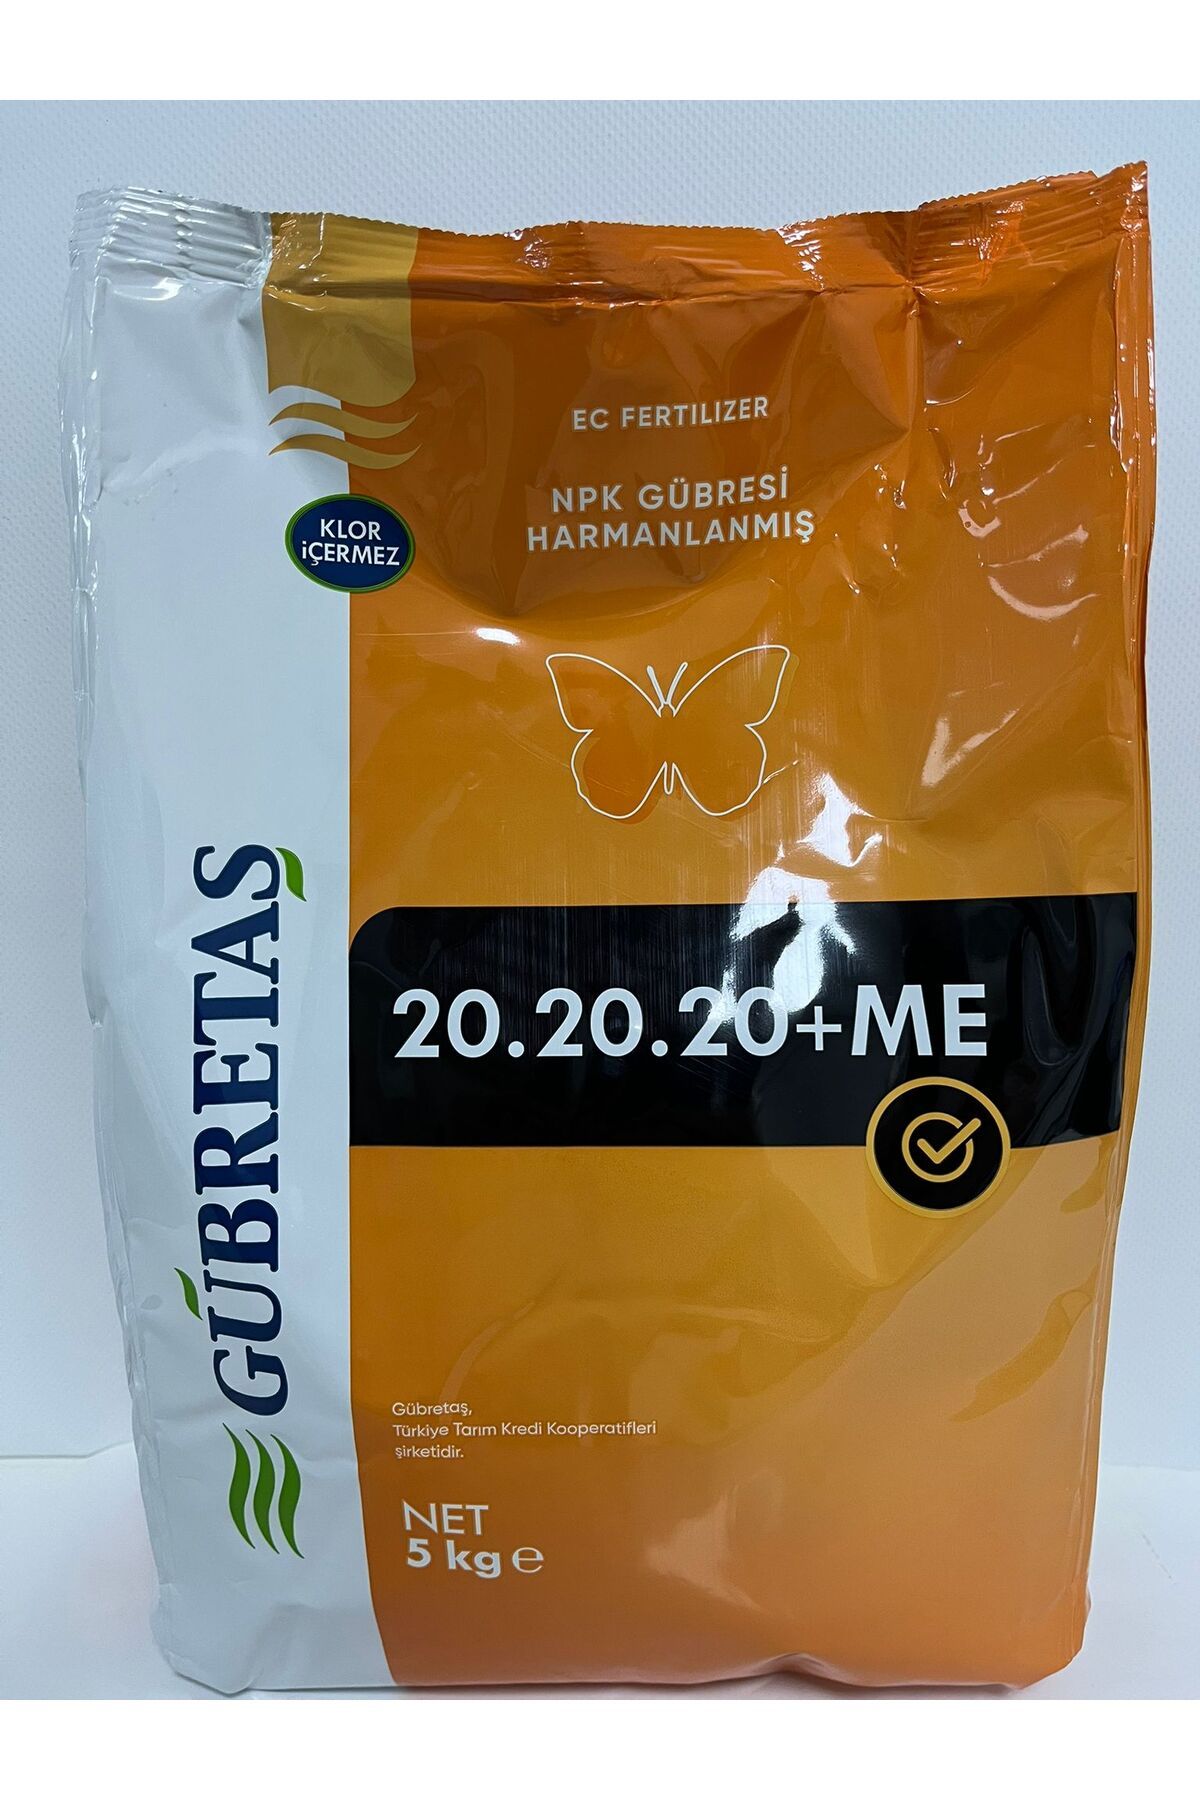 EC FERTILIZER
NPK GÜBRESİ
HARMANLANMIŞ
KLOR
iÇERMEZ
GÜBRETAŞ
20.20.20+ME
Gübretaş,
Türkiye Tarım Kredi Kooperatifleri
şirketidir.
NET
5 kg ℮